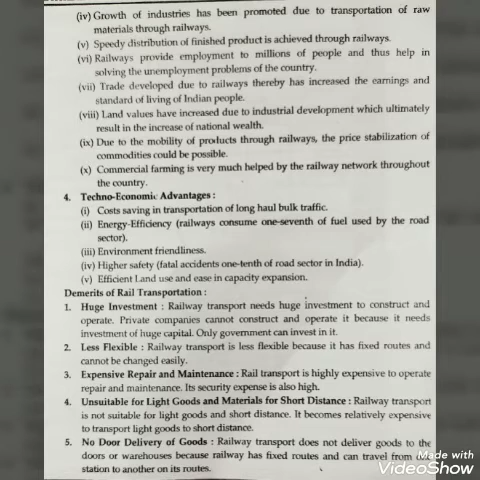 (iv) Growth of industries has been promoted due to transportation of raw
materials through railways.
(v) Speedy distribution of finished product is achieved through railways.
(vi) Railways provide employment to millions of people and thus help in
solving the unemployment problems of the country.
(vii) Trade developed due to railways thereby has increased the earnings and
standard of living of Indian people.
(viii) Land values have increased due to industrial development which ultimately
result in the increase of national wealth.
(ix) Due to the mobility of products through railways, the price stabilization of
commodities could be possible.
(x) Commercial farming is very much helped by the railway network throughout
the country.
4. Techno-Economic Advantages :
(i) Costs saving in transportation of long haul bulk traffic.
(ii) Energy-Efficiency (railways consume one-seventh of fuel used by the road
sector).
(iii) Environment friendliness.
(iv) Higher safety (fatal accidents one-tenth of road sector in India).
(v) Efficient Land use and ease in capacity expansion.
Demerits of Rail Transportation :
1. Huge Investment : Railway transport needs huge investment to construct and
operate. Private companies cannot construct and operate it because it needs
investment of huge capital. Only government can invest in it.
2. Less Flexible : Railway transport is less flexible because it has fixed routes and
cannot be changed easily.
3. Expensive Repair and Maintenance : Rail transport is highly expensive to operate
repair and maintenance. Its security expense is also high.
4. Unsuitable for Light Goods and Materials for Short Distance : Railway transport
is not suitable for light goods and short distance. It becomes relatively expensive
to transport light goods to short distance.
5. No Door Delivery of Goods : Railway transport does not deliver goods to the
doors or warehouses because railway has fixed routes and can travel from
station to another on its routes.
Made with
VideoShow